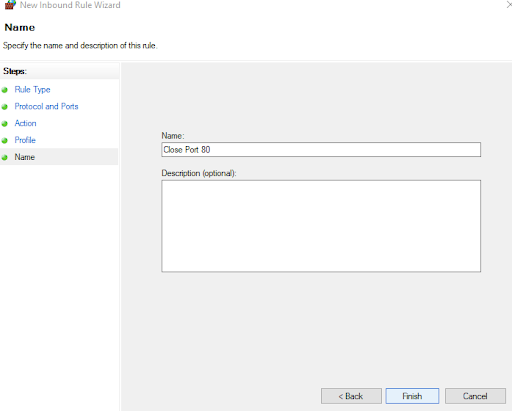 New Inbound Rule Wizard
Name
Specify the name and description of this rule.
Steps:
Rule Type
Protocol and Ports
Action
Profile
Name
Name:
Close Port 80
Description (optional):
< Back
Finish
Cancel